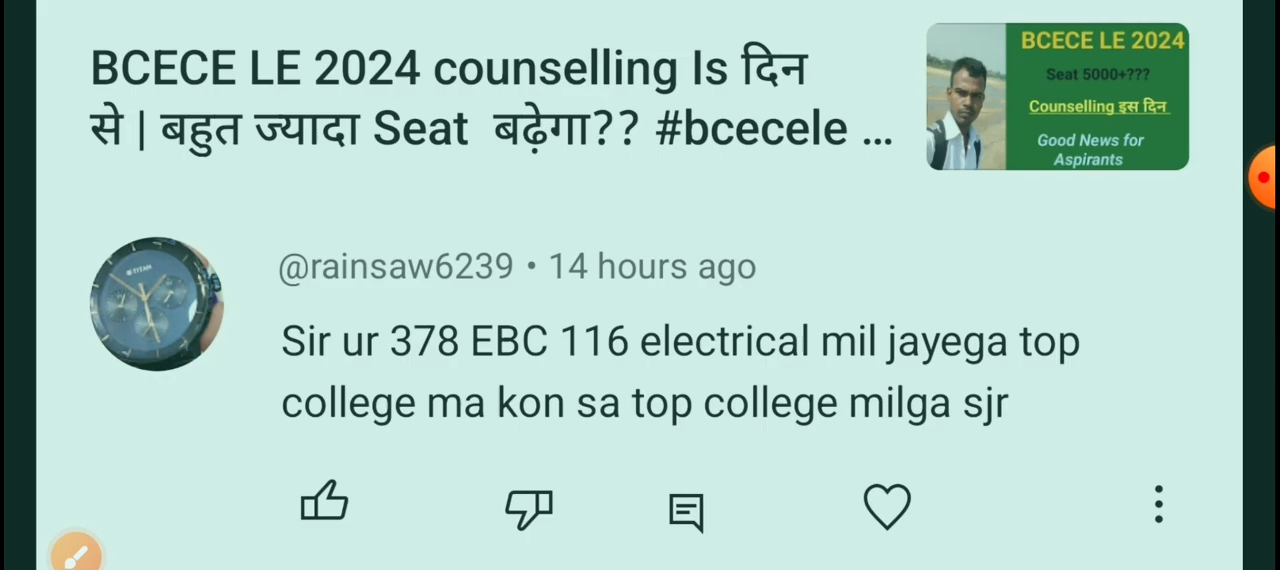 BCECE LE 2024 counselling Is दिन
से | बहुत ज्यादा Seat बढ़ेगा?? #bcecele ...
BCECE LE 2024
Seat 5000+???
Counselling इस दिन
Good News for
Aspirants
@rainsaw6239 • 14 hours ago
TITAN
Sir ur 378 EBC 116 electrical mil jayega top
college ma kon sa top college milga sjr